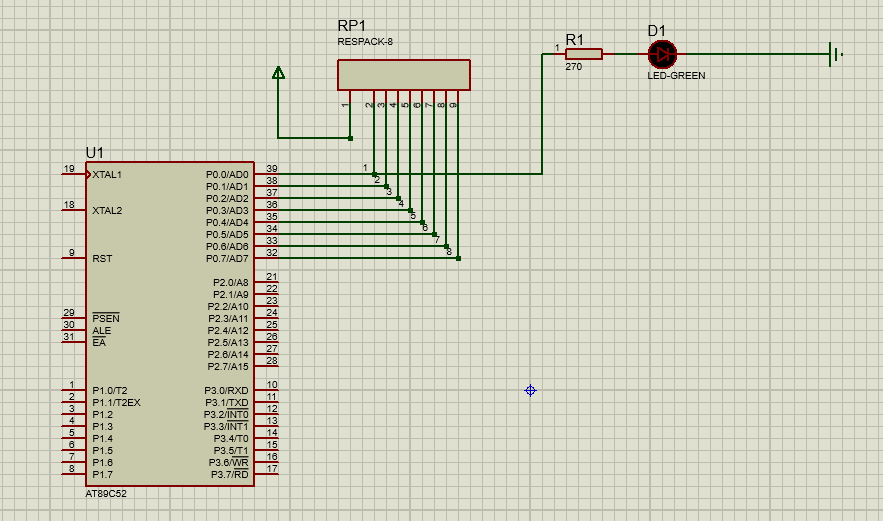 RP1
RESPACK-8
1
2
3
4
5
6
7
8
9
1
R1
270
D1
LED-GREEN
U1
19 XTAL1 P0.0/AD0 39 1
P0.1/AD1 38 2
P0.2/AD2 37 3
18 XTAL2 P0.3/AD3 36 4
P0.4/AD4 35 5
P0.5/AD5 34 6
P0.6/AD6 33 7
9 RST P0.7/AD7 32 8
P2.0/A8 21
P2.1/A9 22
P2.2/A10 23
29 PSEN P2.3/A11 24
30 ALE P2.4/A12 25
31 EA P2.5/A13 26
P2.6/A14 27
P2.7/A15 28
1 P1.0/T2 P3.0/RXD 10
2 P1.1/T2EX P3.1/TXD 11
3 P1.2 P3.2/INT0 12
4 P1.3 P3.3/INT1 13
5 P1.4 P3.4/T0 14
6 P1.5 P3.5/T1 15
7 P1.6 P3.6/WR 16
8 P1.7 P3.7/RD 17
AT89C52